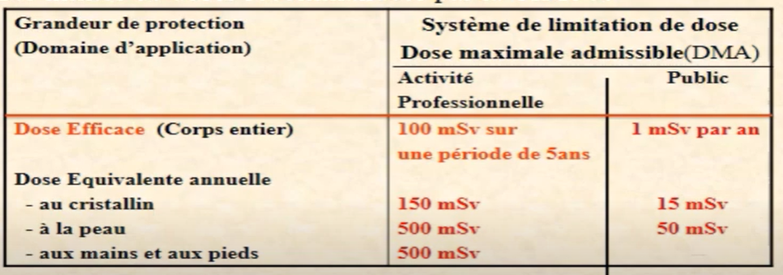 Grandeur de protection
(Domaine d'application)
Système de limitation de dose
Dose maximale admissible(DMA)
Activité
Professionnelle
Public
Dose Efficace (Corps entier)
100 mSv sur
une période de 5ans
1 mSv par an
Dose Equivalente annuelle
- au cristallin 150 mSv 15 mSv
- à la peau 500 mSv 50 mSv
- aux mains et aux pieds 500 mSv